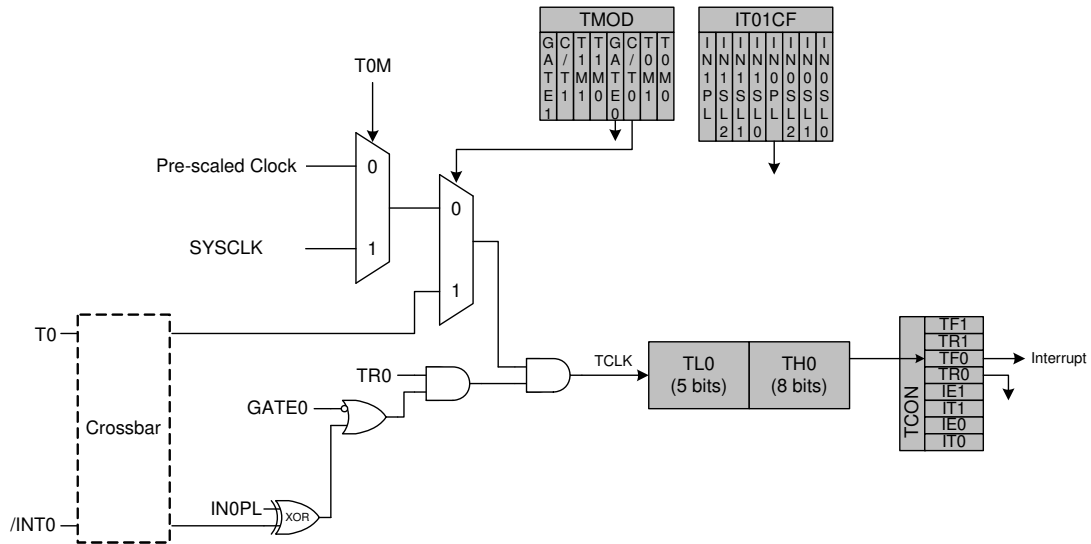 TMOD
GATE1
C/T1
T1M1
T1M0
GATE0
C/T0
T0M1
T0M0
IT01CF
IN1PL
IN1SL2
IN1SL1
IN1SL0
IN0PL
IN0SL2
IN0SL1
IN0SL0
T0M
Pre-scaled Clock
0
SYSCLK
1
0
1
T0
Crossbar
/INT0
TR0
GATE0
IN0PL
XOR
TCLK
TL0
(5 bits)
TH0
(8 bits)
TCON
TF1
TR1
TF0
TR0
IE1
IT1
IE0
IT0
Interrupt